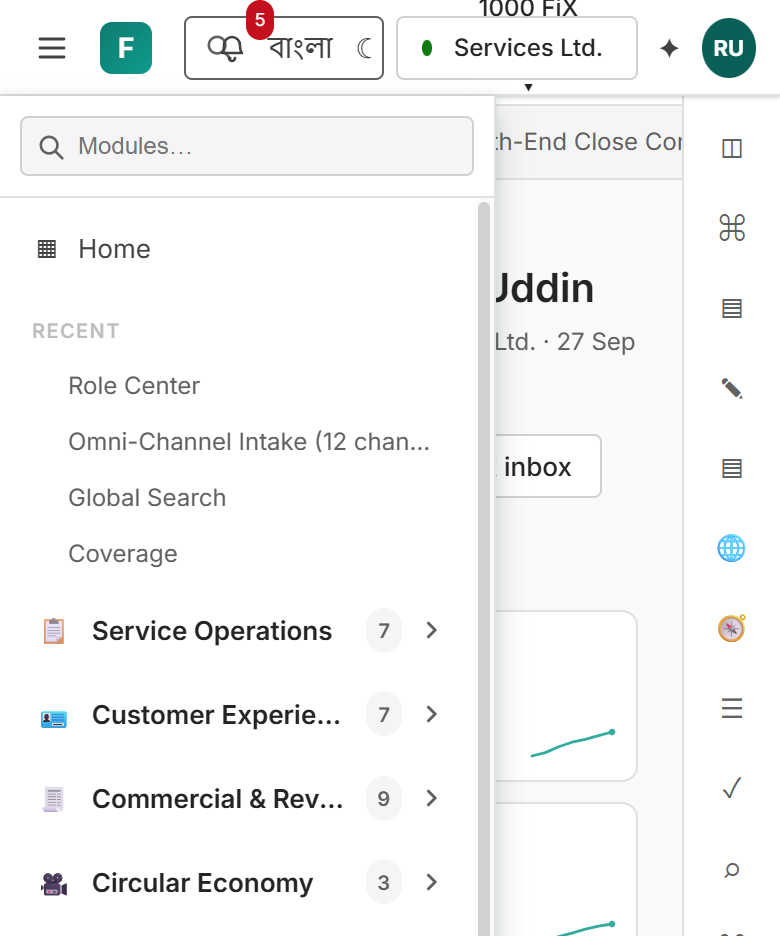 1000 FiX
5
F
বাংলা
Services Ltd.
RU
Modules...
th-End Close
Home
Uddin
RECENT
Ltd. · 27 Sep
Role Center
Omni-Channel Intake (12 chan...
inbox
Global Search
Coverage
Service Operations 7
Customer Experie... 7
Commercial & Rev... 9
Circular Economy 3